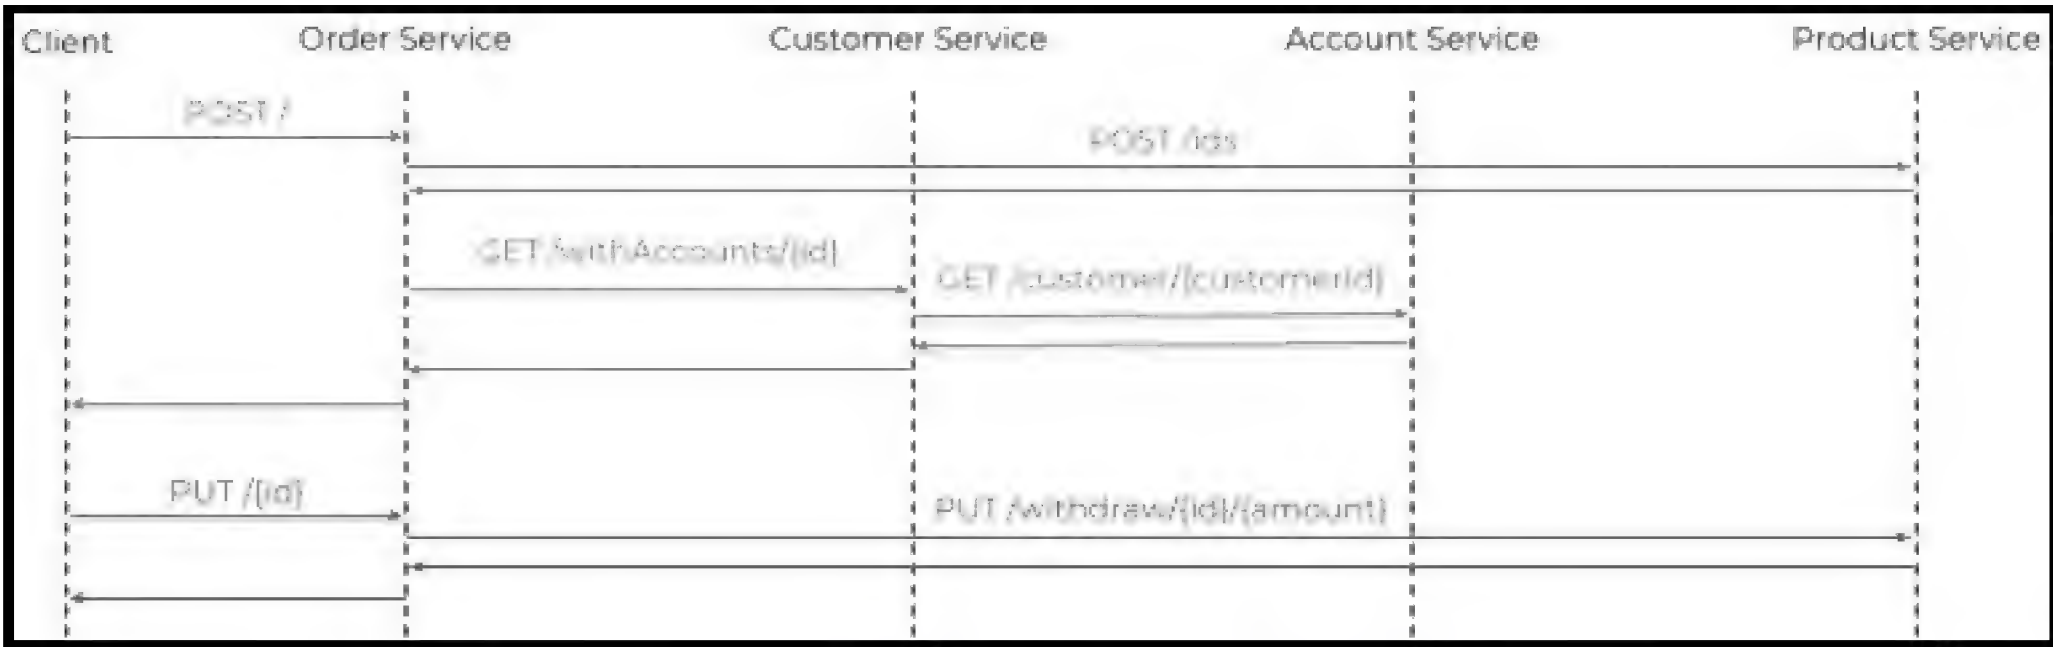 Client
Order Service
Customer Service
Account Service
Product Service
POST /
POST /ids
GET /withAccounts/{id}
GET /customer/{customerId}
PUT /{id}
PUT /withdraw/{id}/{amount}